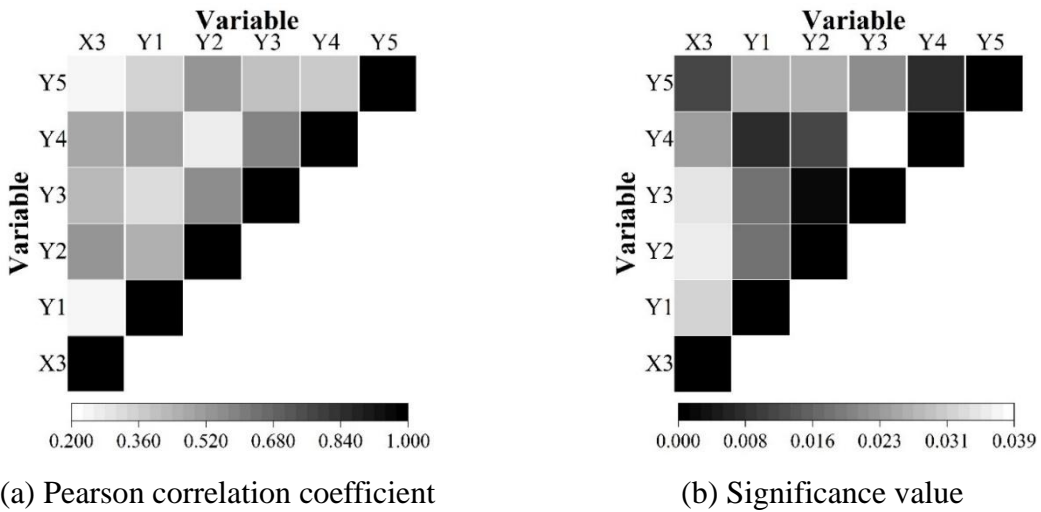 Variable
X3 Y1 Y2 Y3 Y4 Y5
Variable
Y5
Y4
Y3
Y2
Y1
X3
0.200 0.360 0.520 0.680 0.840 1.000
(a) Pearson correlation coefficient
Variable
X3 Y1 Y2 Y3 Y4 Y5
Variable
Y5
Y4
Y3
Y2
Y1
X3
0.000 0.008 0.016 0.023 0.031 0.039
(b) Significance value